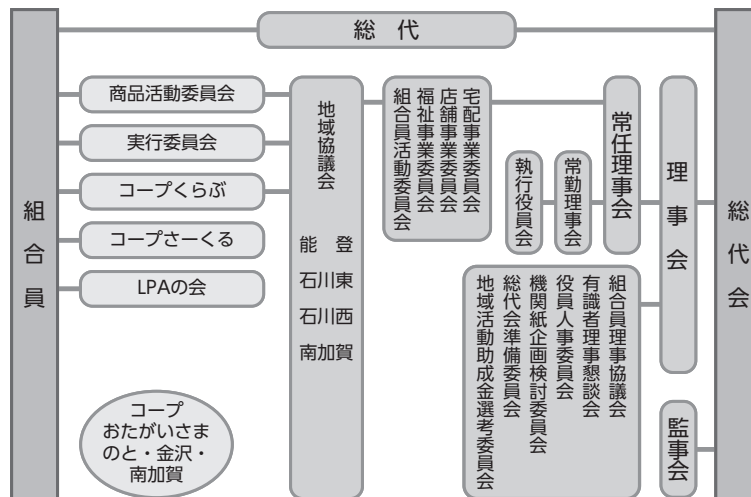 総代
組合員
商品活動委員会
実行委員会
コープくらぶ
コープさーくる
LPAの会
コープ
おたがいさま
のと・金沢・
南加賀
地域協議会
能登
石川東
石川西
南加賀
宅配事業委員会
店舗事業委員会
福祉事業委員会
組合員活動委員会
執行役員会
常勤理事会
常任理事会
理事会
組合員理事協議会
有識者理事懇談会
役員人事委員会
機関紙企画検討委員会
総代会準備委員会
地域活動助成金選考委員会
監事会
総代会